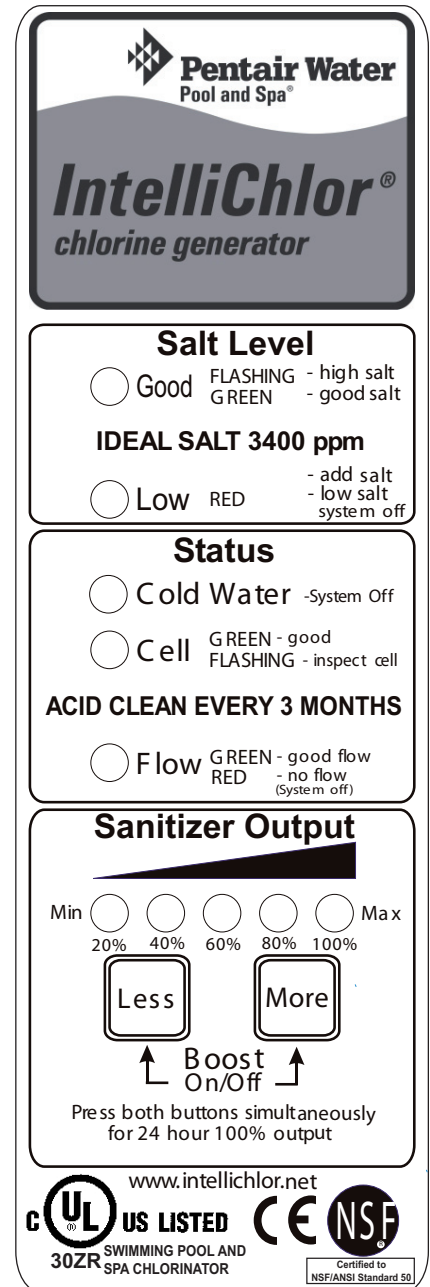 Pentair Water
Pool and Spa®
IntelliChlor®
chlorine generator
Salt Level
Good FLASHING - high salt
GREEN - good salt
IDEAL SALT 3400 ppm
- add salt
Low RED - low salt
system off
Status
Cold Water -System Off
Cell GREEN - good
FLASHING - inspect cell
ACID CLEAN EVERY 3 MONTHS
Flow GREEN - good flow
RED - no flow
(System off)
Sanitizer Output
Min Max
20% 40% 60% 80% 100%
Less More
Boost
On/Off
Press both buttons simultaneously
for 24 hour 100% output
www.intellichlor.net
C UL ® US LISTED CE NSF®
30ZR SWIMMING POOL AND
SPA CHLORINATOR
Certified to
NSF/ANSI Standard 50